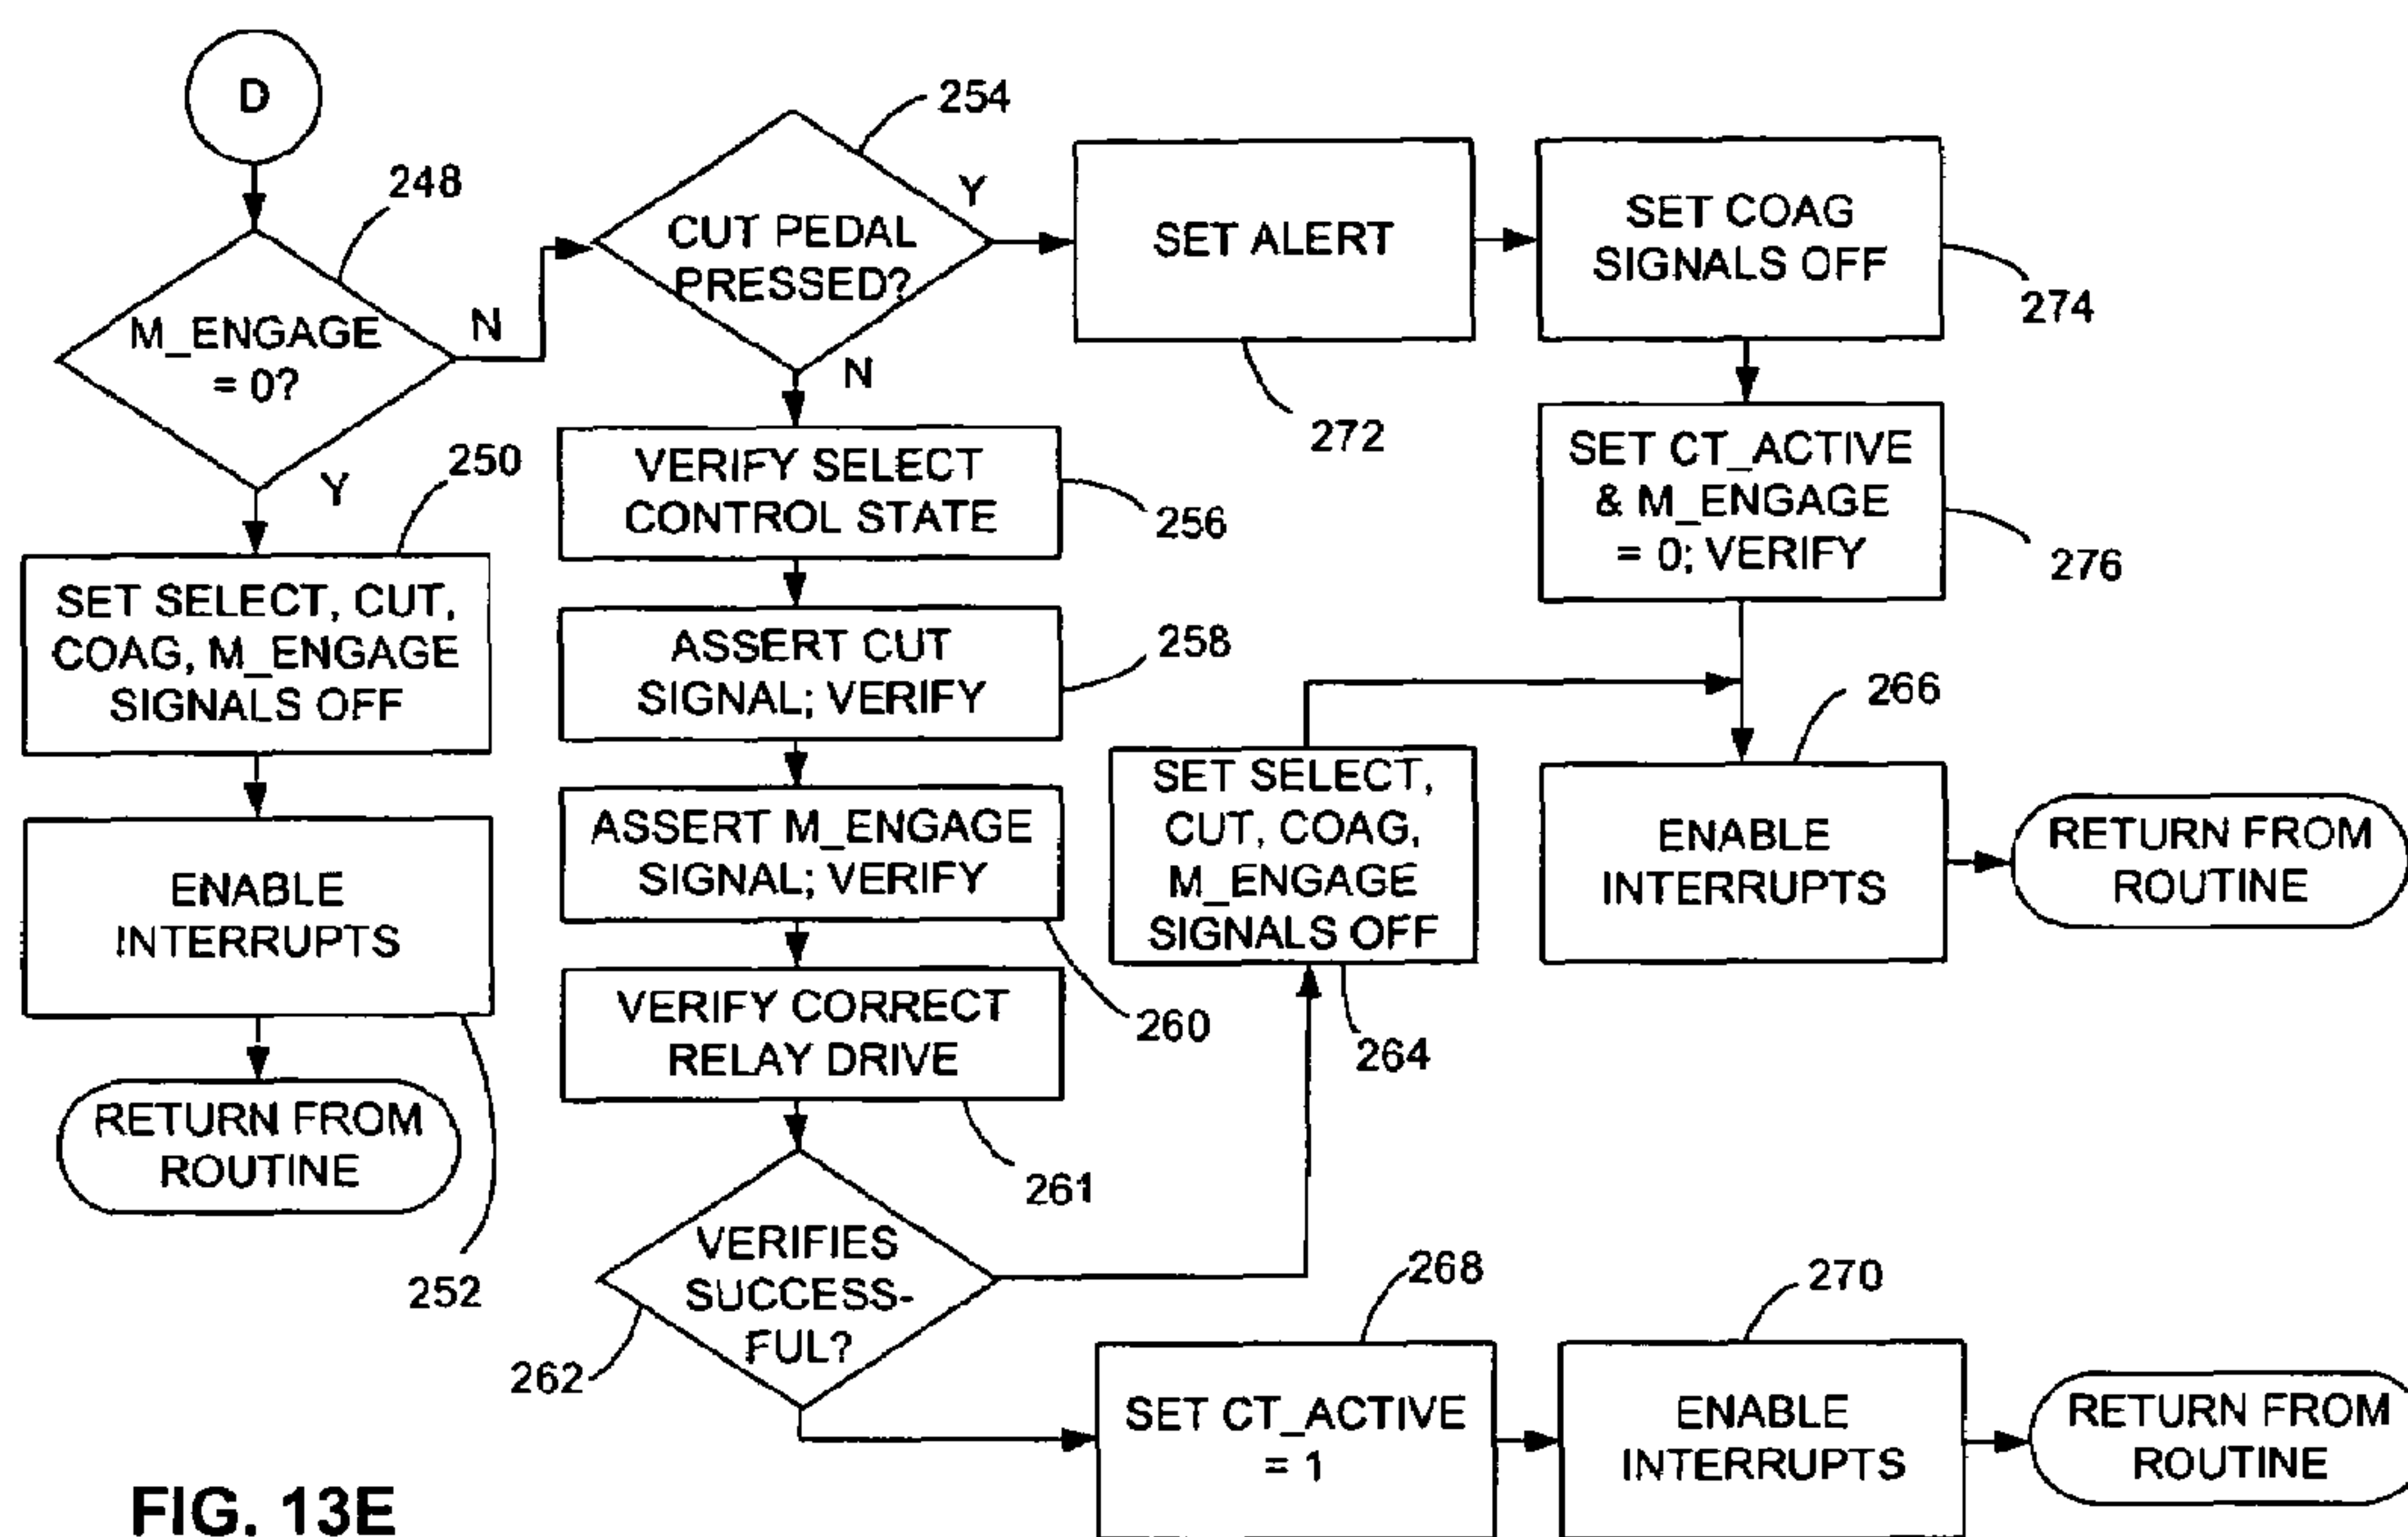 D
248
M_ENGAGE
= 0?
N
Y
250
SET SELECT, CUT,
COAG, M_ENGAGE
SIGNALS OFF
ENABLE
INTERRUPTS
252
RETURN FROM
ROUTINE
254
CUT PEDAL
PRESSED?
Y
N
VERIFY SELECT
CONTROL STATE
256
ASSERT CUT
SIGNAL; VERIFY
258
ASSERT M_ENGAGE
SIGNAL; VERIFY
260
VERIFY CORRECT
RELAY DRIVE
261
VERIFIES
SUCCESS-
FUL?
262
SET ALERT
272
SET COAG
SIGNALS OFF
274
SET CT_ACTIVE
& M_ENGAGE
= 0; VERIFY
276
SET SELECT,
CUT, COAG,
M_ENGAGE
SIGNALS OFF
264
266
ENABLE
INTERRUPTS
RETURN FROM
ROUTINE
268
SET CT_ACTIVE
= 1
270
ENABLE
INTERRUPTS
RETURN FROM
ROUTINE
FIG. 13E